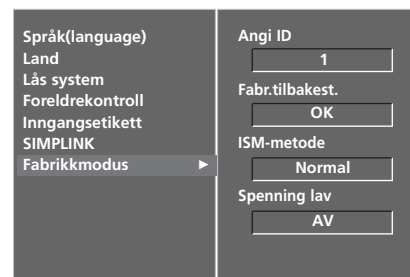 Språk(language)
Land
Lås system
Foreldrekontroll
Inngangsetikett
SIMPLINK
Fabrikkmodus ►
Angi ID
1
Fabr.tilbakest.
OK
ISM-metode
Normal
Spenning lav
AV